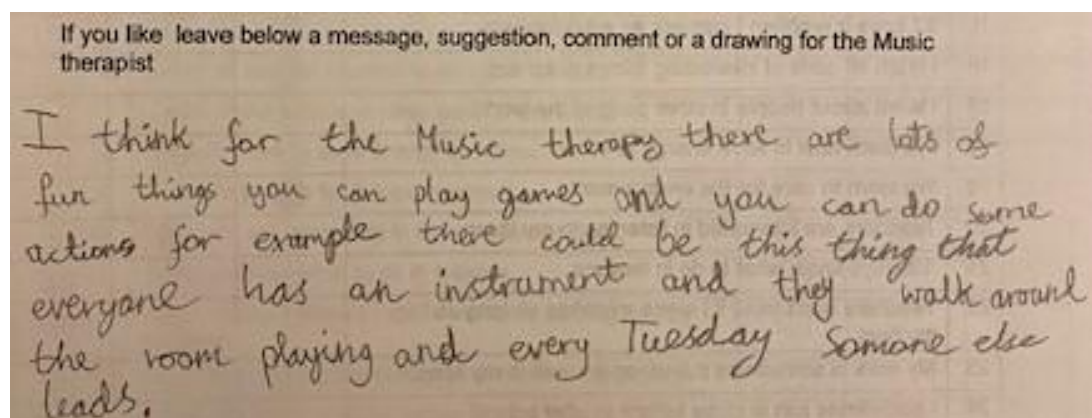 If you like leave below a message, suggestion, comment or a drawing for the Music
therapist
I think for the Music therapy there are lots of
fun things you can play games and you can do some
actions for example there could be this thing that
everyone has an instrument and they walk around
the room playing and every Tuesday Somone else
leads.